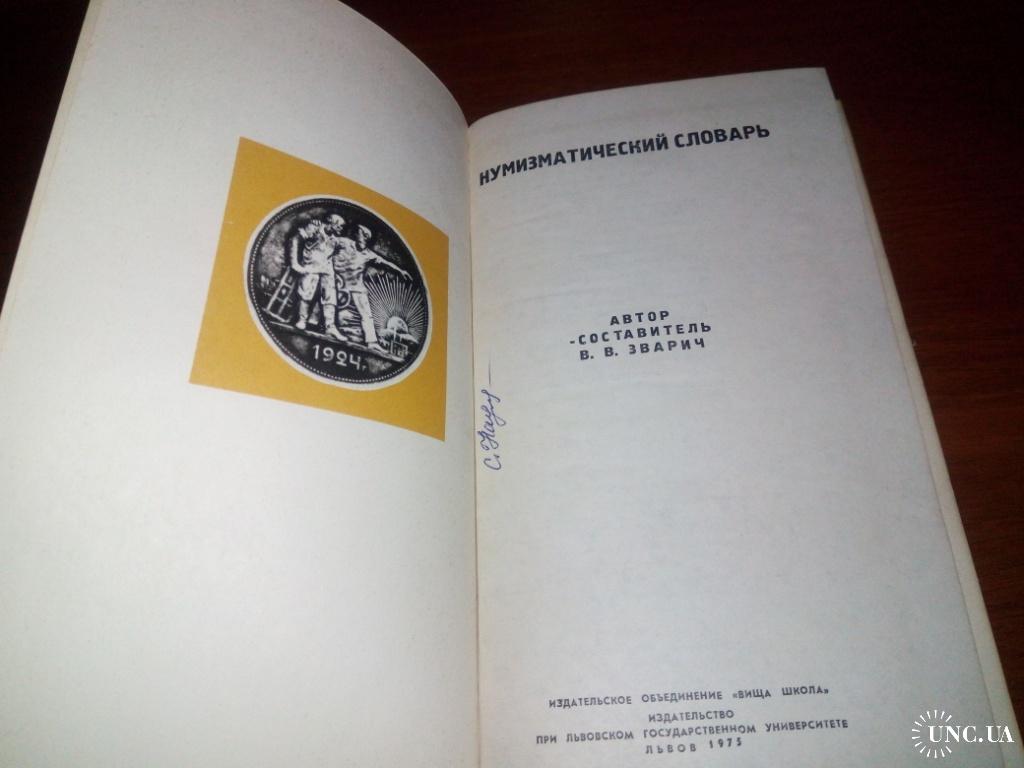 1924 г.
НУМИЗМАТИЧЕСКИЙ СЛОВАРЬ
АВТОР
-СОСТАВИТЕЛЬ
В. В. ЗВАРИЧ
С.
ИЗДАТЕЛЬСКОЕ ОБЪЕДИНЕНИЕ «ВИЩА ШКОЛА»
ИЗДАТЕЛЬСТВО
ПРИ ЛЬВОВСКОМ ГОСУДАРСТВЕННОМ УНИВЕРСИТЕТЕ
ЛЬВОВ 1975
UNC.UA